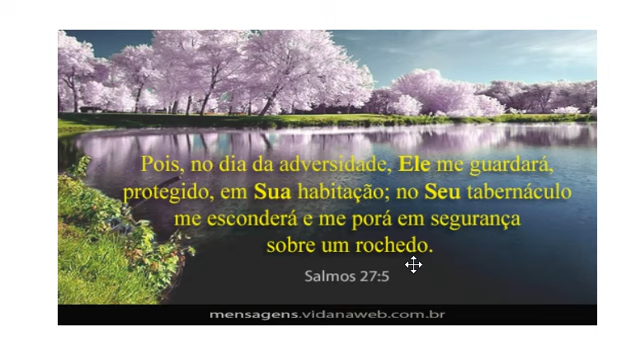 Pois, no dia da adversidade, Ele me guardará,
protegido, em Sua habitação; no Seu tabernáculo
me esconderá e me porá em segurança
sobre um rochedo.
Salmos 27:5
mensagens.vidanaweb.com.br